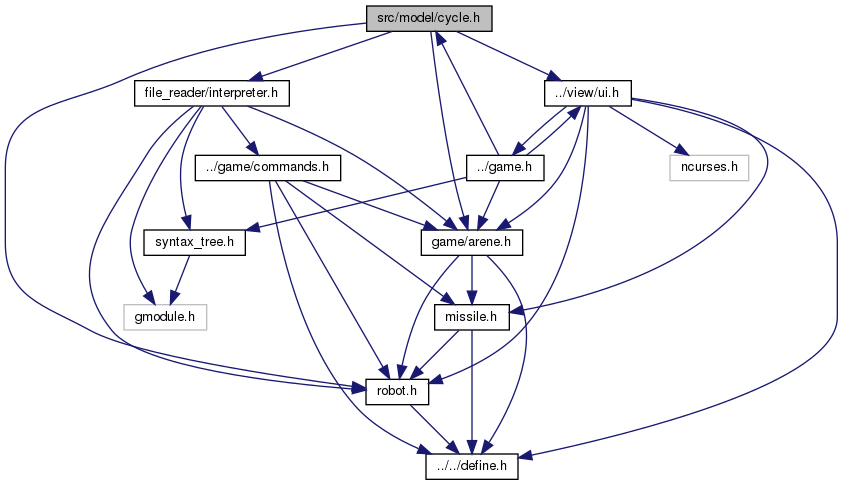 src/model/cycle.h
file_reader/interpreter.h
../view/ui.h
../game/commands.h
../game.h
ncurses.h
syntax_tree.h
game/arene.h
gmodule.h
missile.h
robot.h
../../define.h